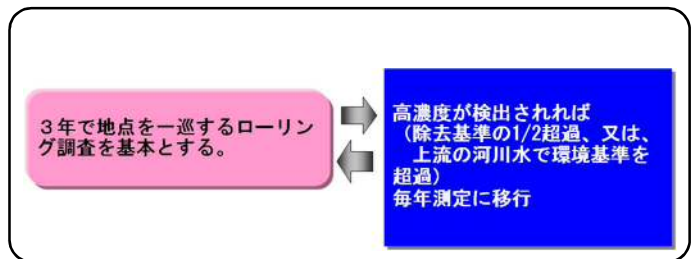 ３年で地点を一巡するローリン
グ調査を基本とする。
高濃度が検出されれば
（除去基準の1/2超過、又は、
上流の河川水で環境基準を
超過）
毎年測定に移行